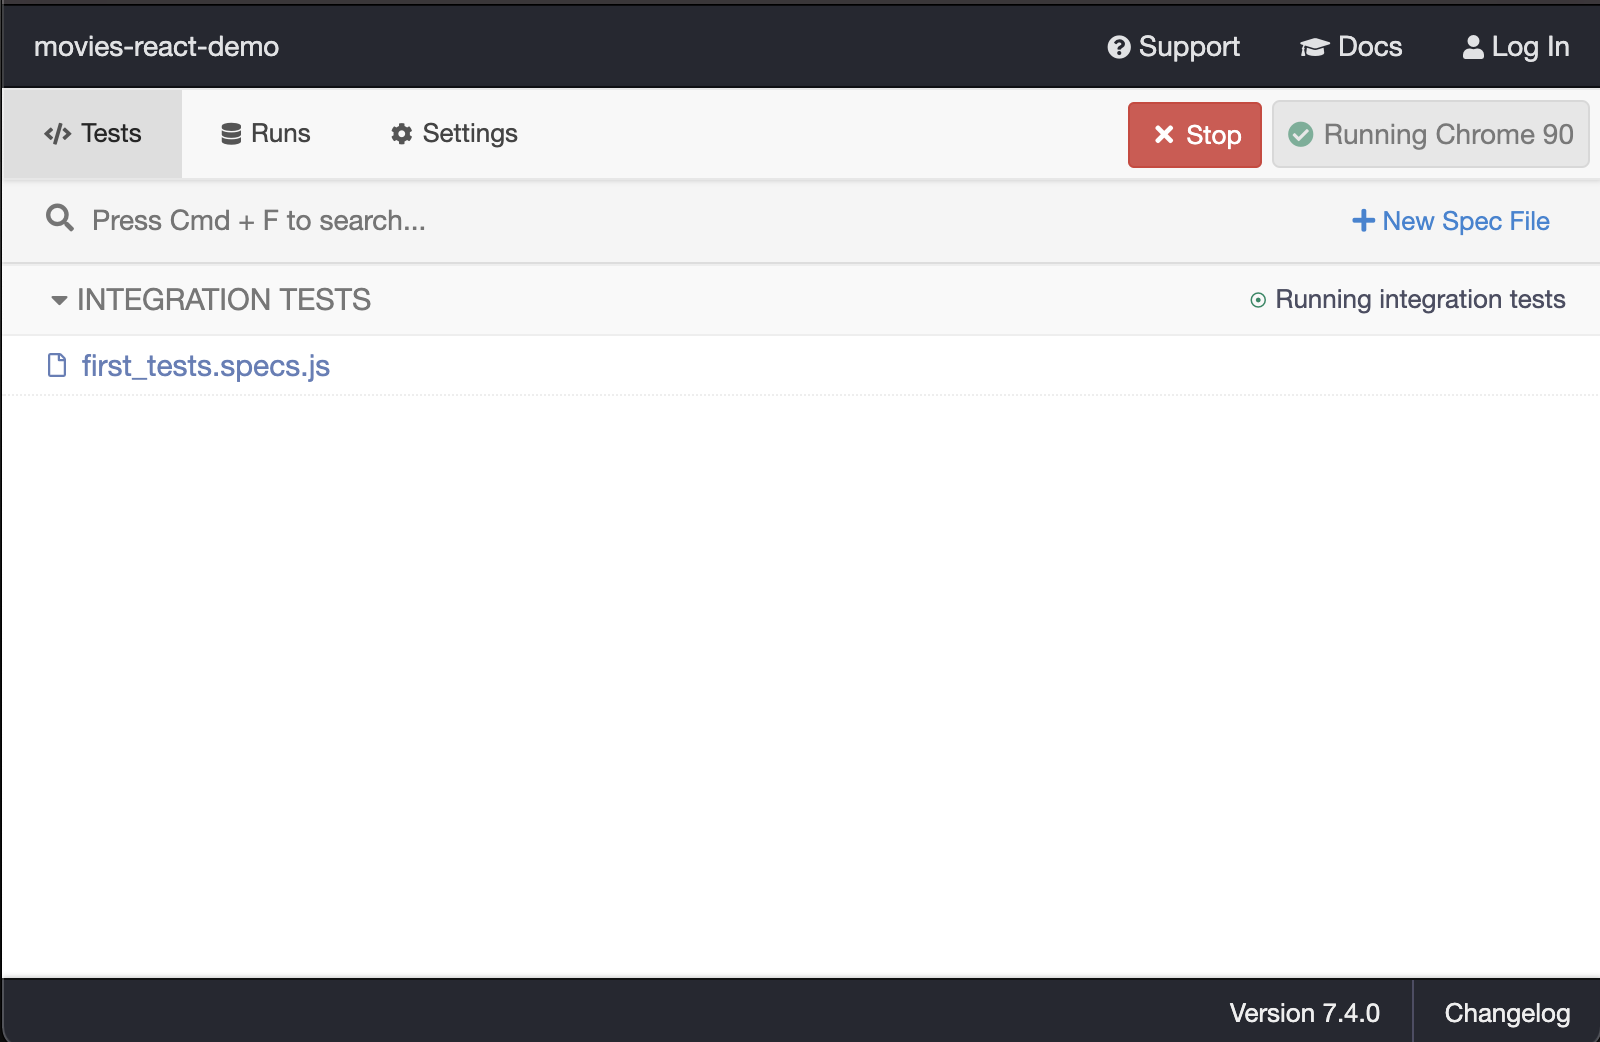 movies-react-demo Support Docs Log In
Tests Runs Settings Stop Running Chrome 90
Press Cmd + F to search... New Spec File
INTEGRATION TESTS Running integration tests
first_tests.specs.js
Version 7.4.0 Changelog